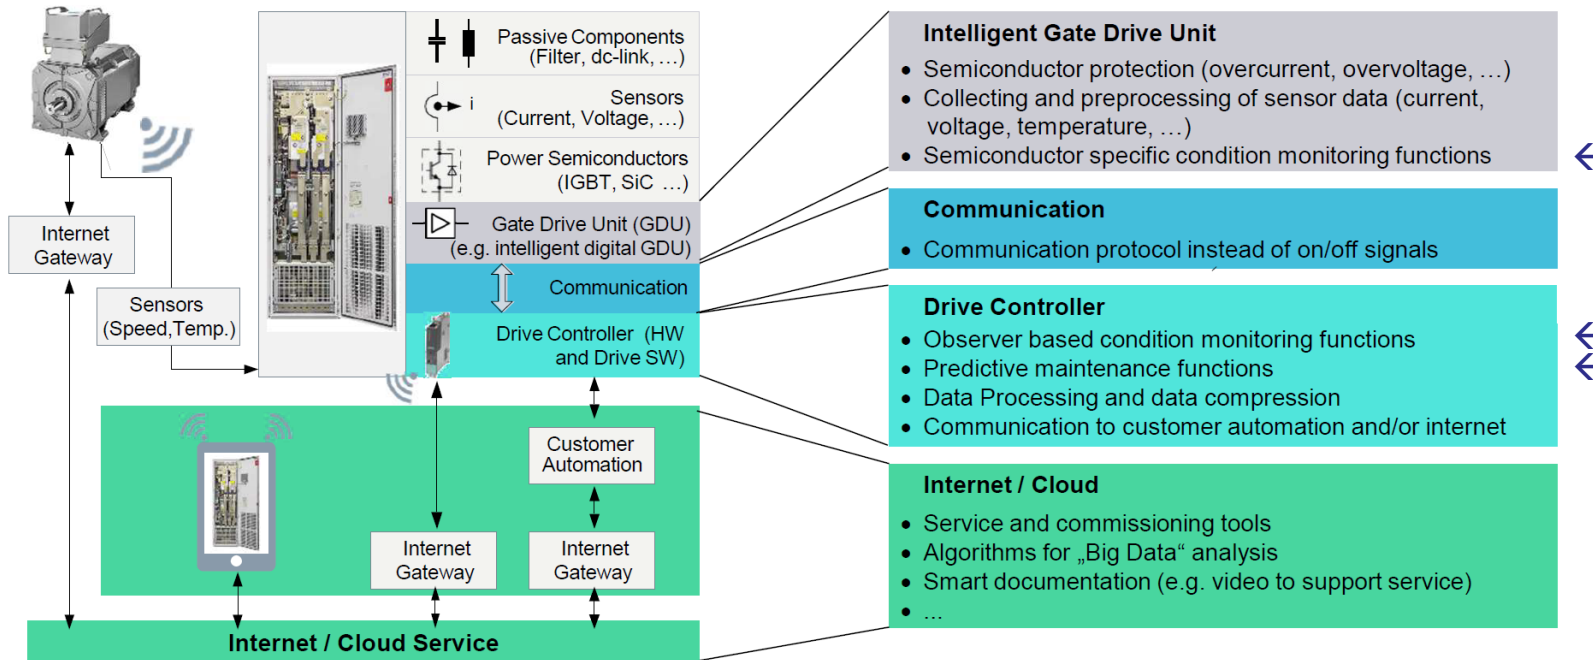 Passive Components
(Filter, dc-link, ...)
i
Sensors
(Current, Voltage, ...)
Power Semiconductors
(IGBT, SiC ...)
Gate Drive Unit (GDU)
(e.g. intelligent digital GDU)
Communication
Drive Controller (HW
and Drive SW)
Internet
Gateway
Sensors
(Speed,Temp.)
Customer
Automation
Internet
Gateway
Internet
Gateway
Internet / Cloud Service
Intelligent Gate Drive Unit
• Semiconductor protection (overcurrent, overvoltage, ...)
• Collecting and preprocessing of sensor data (current,
voltage, temperature, ...)
• Semiconductor specific condition monitoring functions
Communication
• Communication protocol instead of on/off signals
Drive Controller
• Observer based condition monitoring functions
• Predictive maintenance functions
• Data Processing and data compression
• Communication to customer automation and/or internet
Internet / Cloud
• Service and commissioning tools
• Algorithms for „Big Data“ analysis
• Smart documentation (e.g. video to support service)
• ...